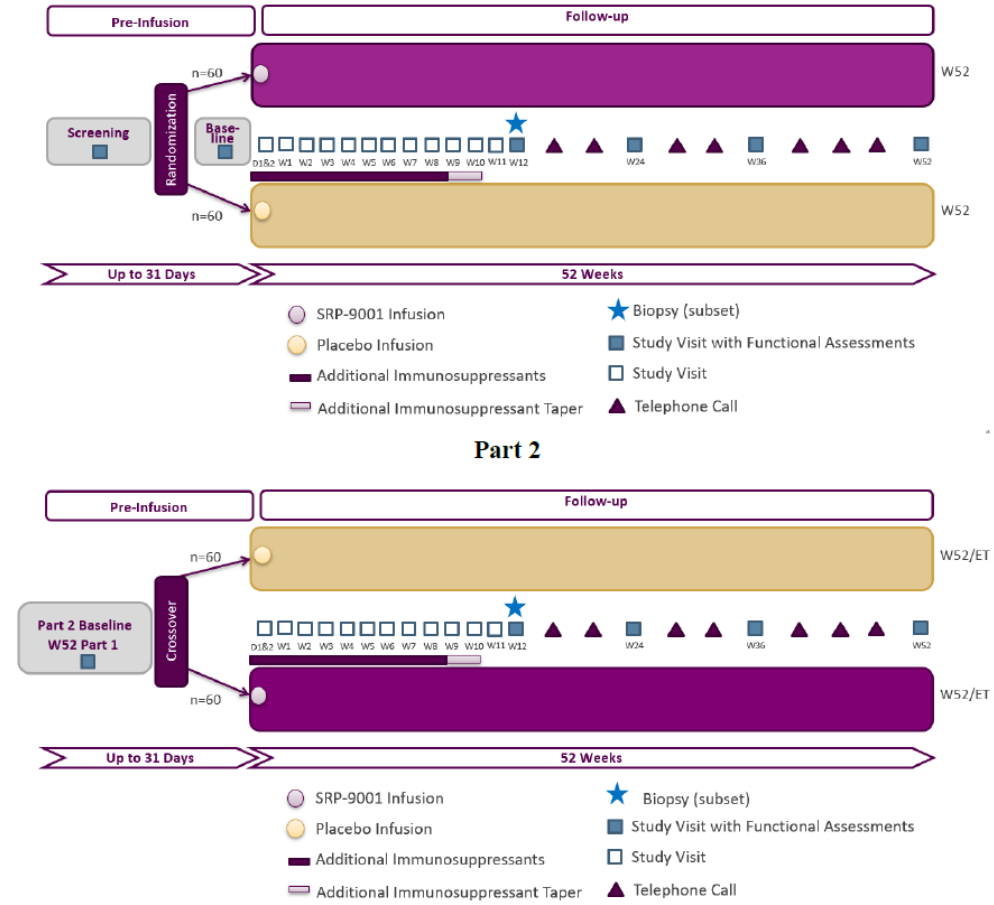 Pre-Infusion
Follow-up
n=60
W52
Screening
Randomization
Base-
line
D1&2 W1 W2 W3 W4 W5 W6 W7 W8 W9 W10 W11 W12
W24
W36
W52
n=60
W52
Up to 31 Days
52 Weeks
SRP-9001 Infusion
Biopsy (subset)
Placebo Infusion
Study Visit with Functional Assessments
Additional Immunosuppressants
Study Visit
Additional Immunosuppressant Taper
Telephone Call
Part 2
Pre-Infusion
Follow-up
n=60
W52/ET
Part 2 Baseline
W52 Part 1
Crossover
D1&2 W1 W2 W3 W4 W5 W6 W7 W8 W9 W10 W11 W12
W24
W36
W52
n=60
W52/ET
Up to 31 Days
52 Weeks
SRP-9001 Infusion
Biopsy (subset)
Placebo Infusion
Study Visit with Functional Assessments
Additional Immunosuppressants
Study Visit
Additional Immunosuppressant Taper
Telephone Call